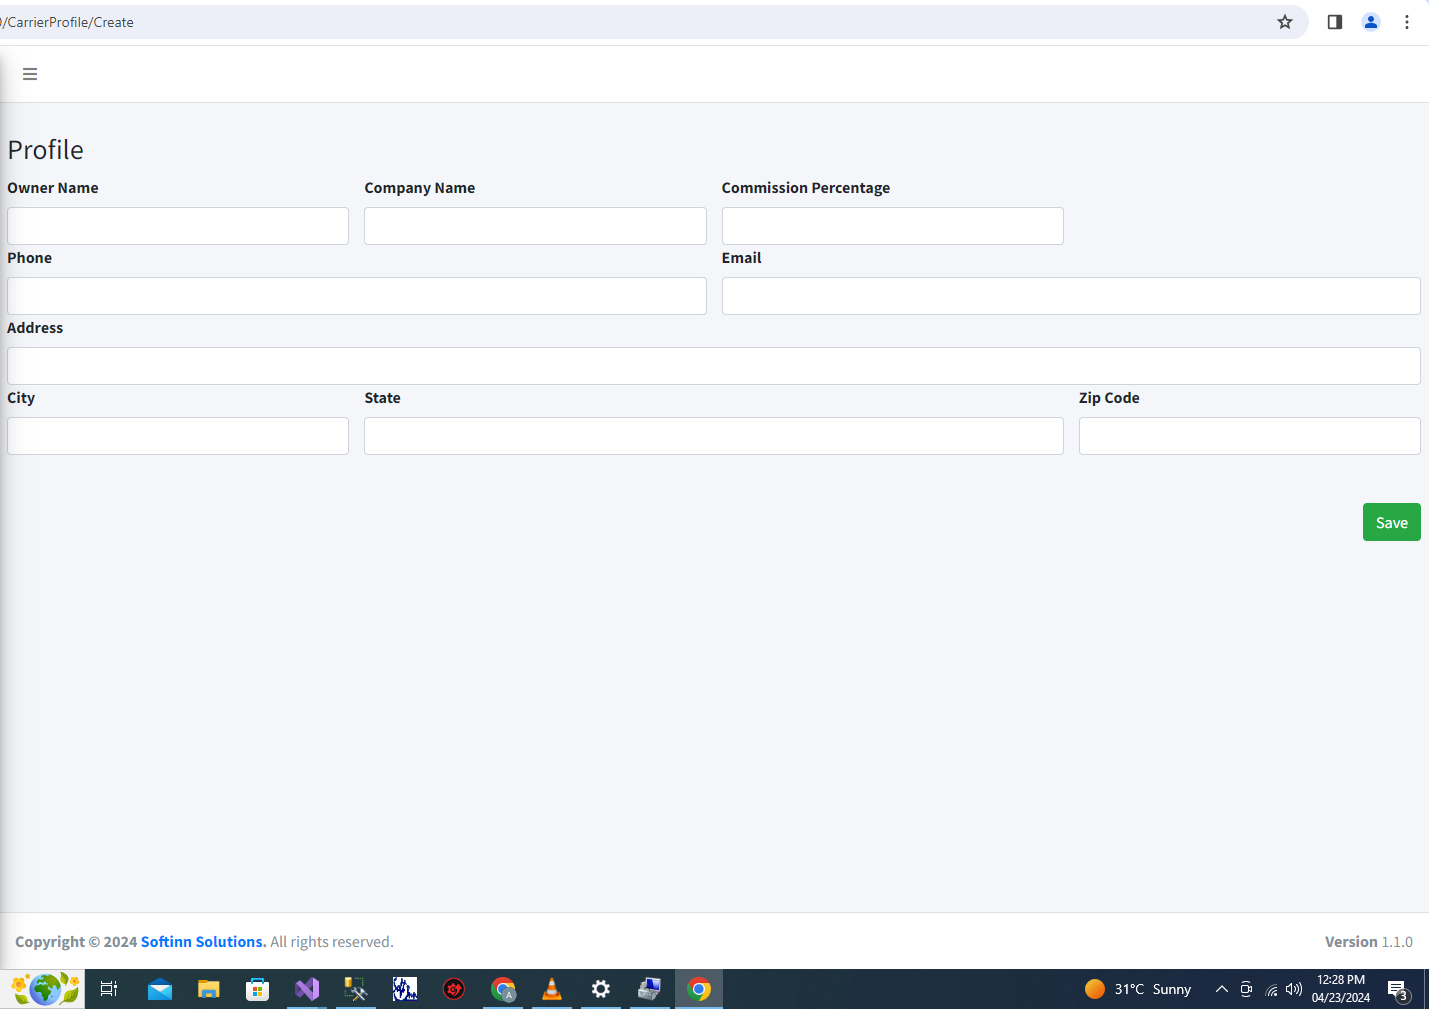 /CarrierProfile/Create
Profile
Owner Name Company Name Commission Percentage
Phone Email
Address
City State Zip Code
Save
Copyright © 2024 Softinn Solutions. All rights reserved. Version 1.1.0
31°C Sunny 12:28 PM
04/23/2024
3